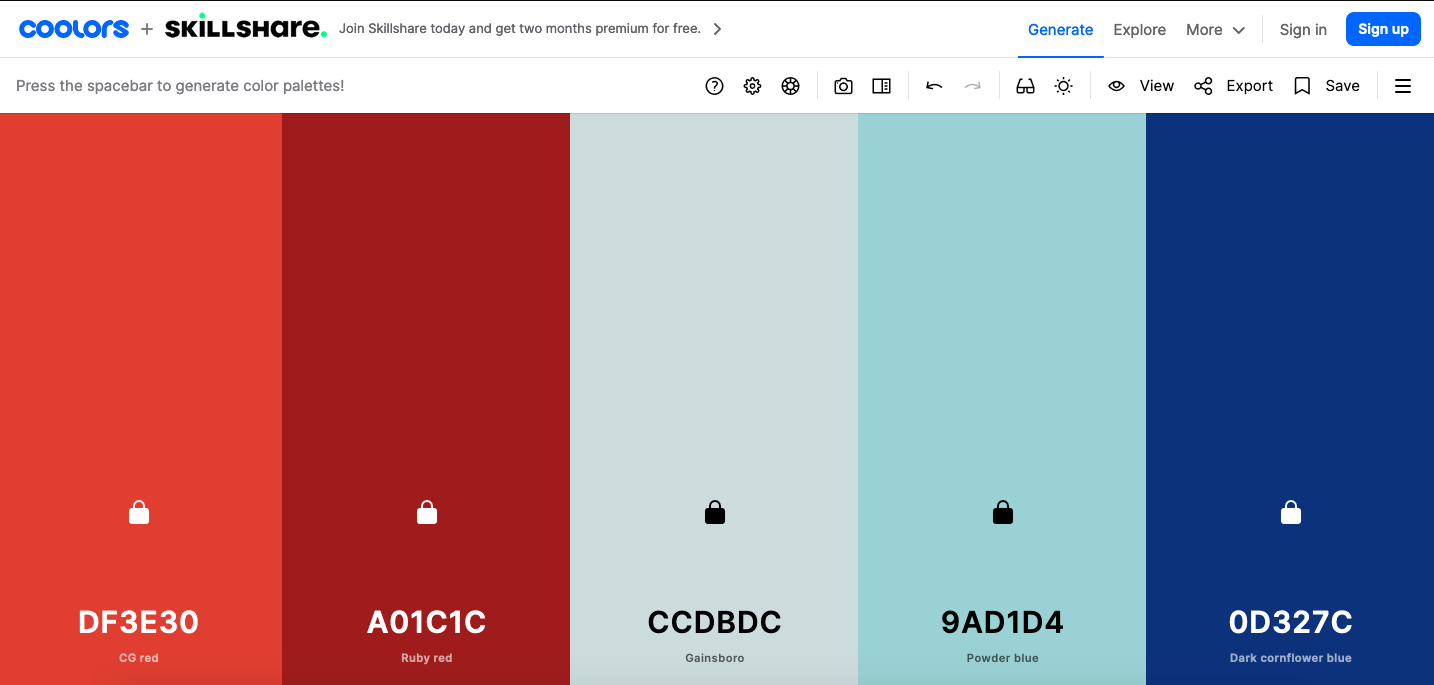 coolors + SKILLSHARE. Join Skillshare today and get two months premium for free. Generate Explore More Sign in Sign up
Press the spacebar to generate color palettes! View Export Save
DF3E30
CG red
A01C1C
Ruby red
CCDBDC
Gainsboro
9AD1D4
Powder blue
0D327C
Dark cornflower blue